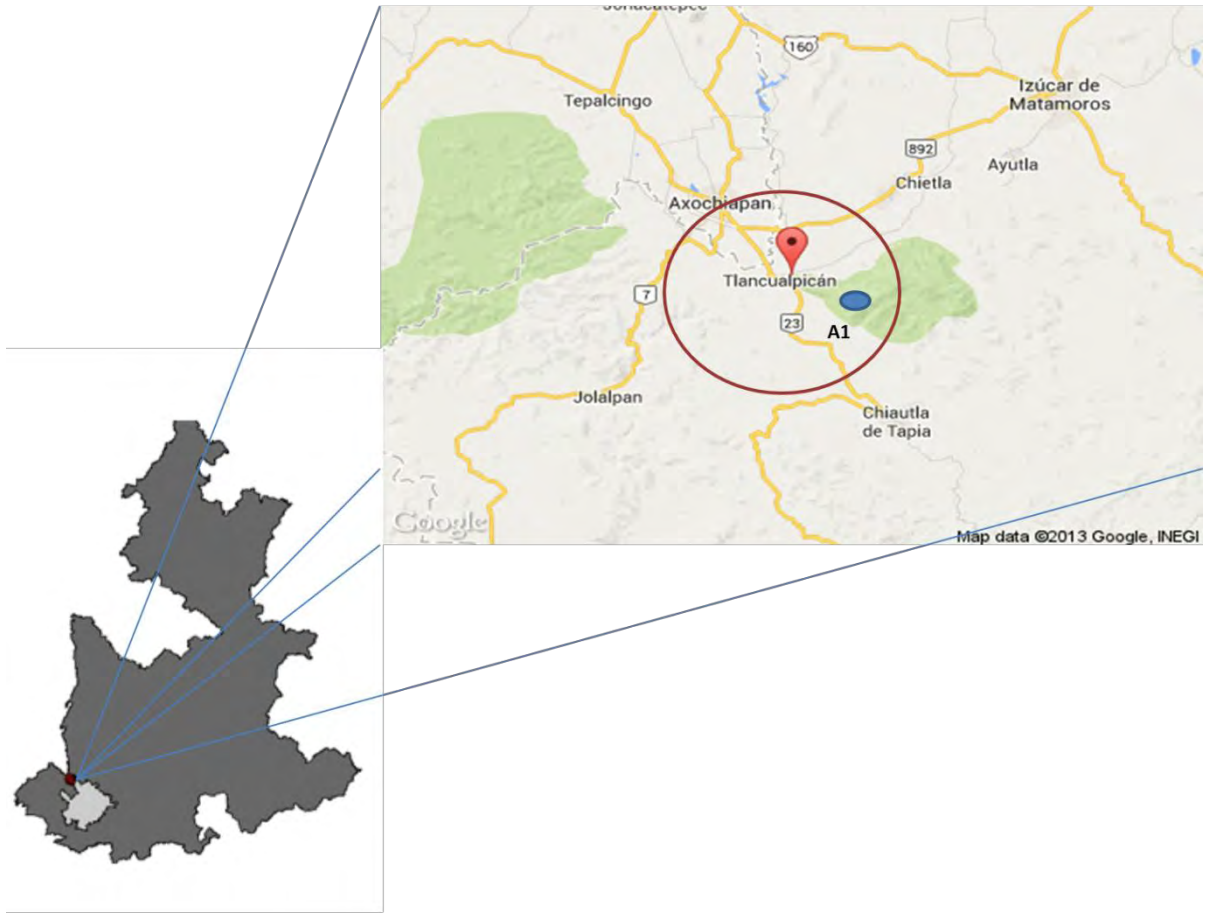 160
Izúcar de
Matamoros
Tepalcingo
892
Ayutla
Chietla
Axochiapan
Tlancualpicán
7
23
A1
Jolalpan
Chiautla
de Tapia
Google
Map data ©2013 Google, INEGI